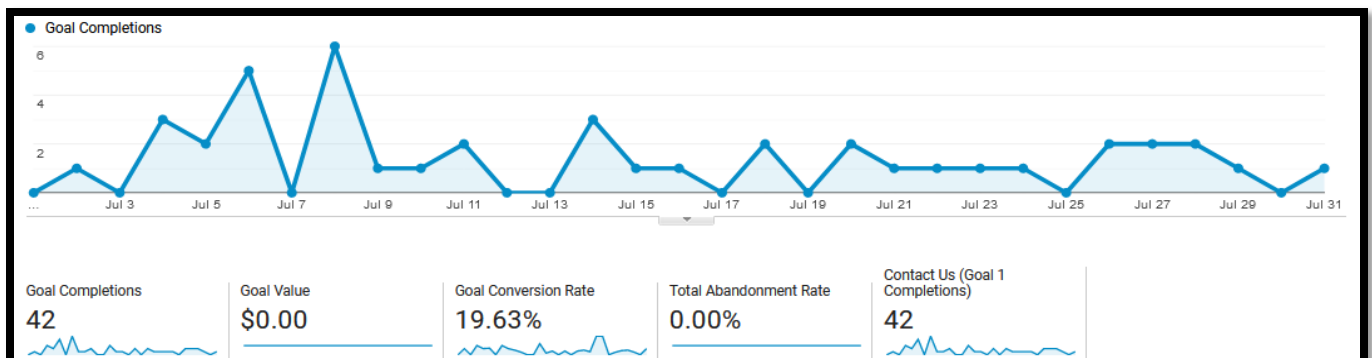 Goal Completions
6
4
2
... Jul 3 Jul 5 Jul 7 Jul 9 Jul 11 Jul 13 Jul 15 Jul 17 Jul 19 Jul 21 Jul 23 Jul 25 Jul 27 Jul 29 Jul 31
Goal Completions
42
Goal Value
$0.00
Goal Conversion Rate
19.63%
Total Abandonment Rate
0.00%
Contact Us (Goal 1
Completions)
42